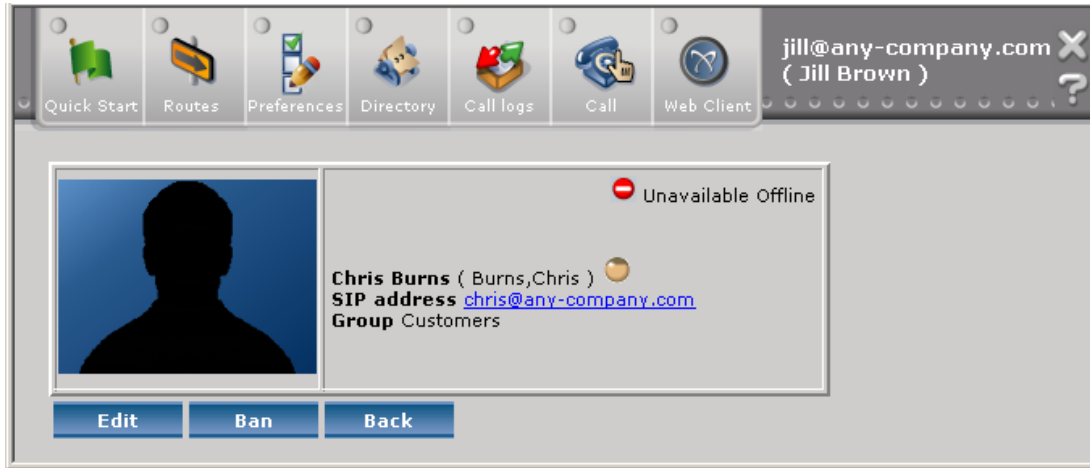 Quick Start Routes Preferences Directory Call logs Call Web Client
jill@any-company.com
( Jill Brown )
Unavailable Offline
Chris Burns ( Burns,Chris )
SIP address chris@any-company.com
Group Customers
Edit Ban Back